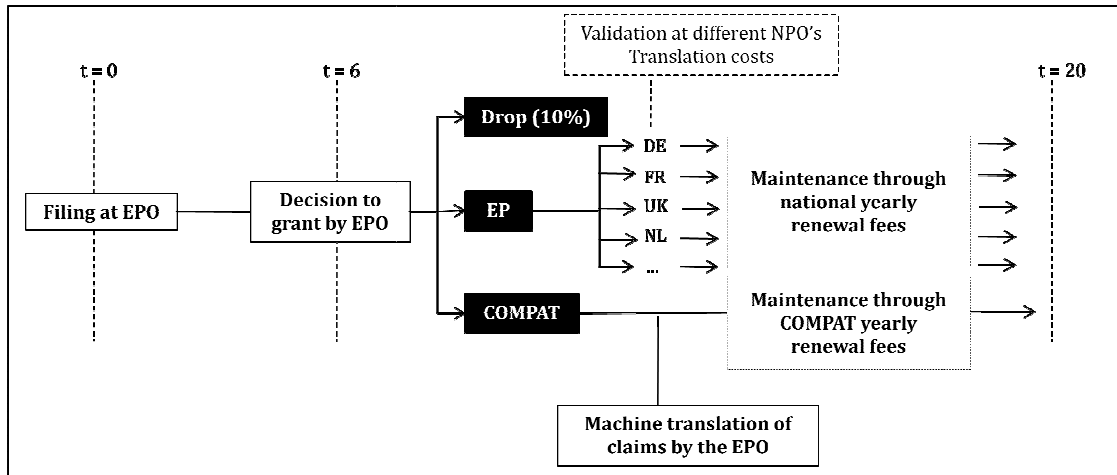 Validation at different NPO's
Translation costs
t = 0
t = 6
t = 20
Drop (10%)
DE
FR
UK
NL
...
Filing at EPO
Decision to
grant by EPO
EP
Maintenance through
national yearly
renewal fees
COMPAT
Maintenance through
COMPAT yearly
renewal fees
Machine translation of
claims by the EPO